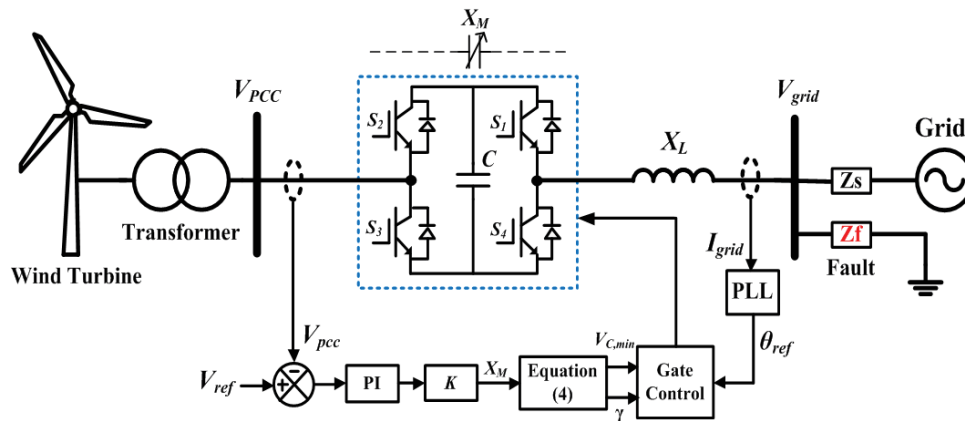 X_M
V_PCC
V_grid
Grid
S_2
S_1
C
X_L
Zs
S_3
S_4
Transformer
Wind Turbine
I_grid
Zf
Fault
PLL
V_pcc
θ_ref
V_ref
+
−
PI
K
X_M
Equation
(4)
V_C,min
γ
Gate
Control